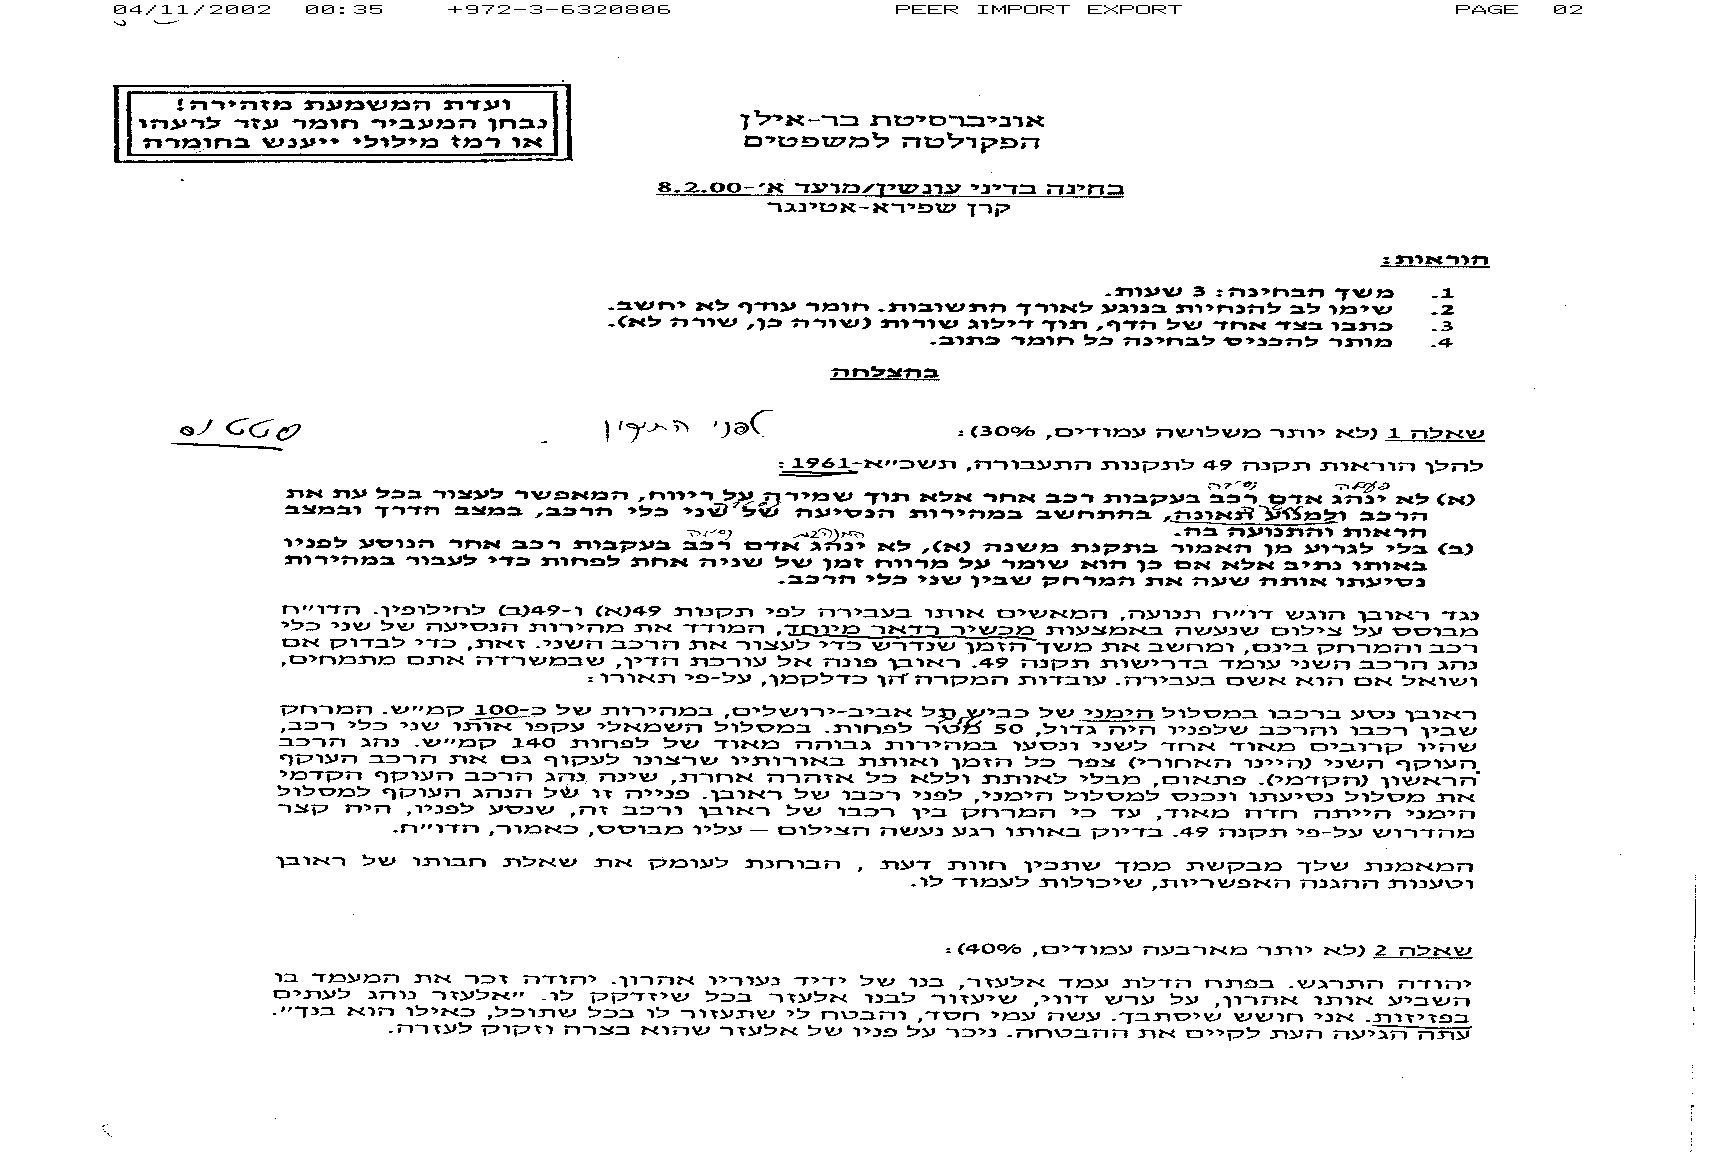 04/11/2002 00:35 +972-3-6320806 PEER IMPORT EXPORT PAGE 02
ועדת המשמעת מזהירה!
נבחן המעביר חומר עזר לרעהו
או רמז מילולי ייענש בחומרה
אוניברסיטת בר-אילן
הפקולטה למשפטים
בחינה בדיני עונשין/מועד א'-8.2.00
קרן שפירא-אטינגר
הוראות:
1. משך הבחינה: 3 שעות.
2. שימו לב להנחיות בנוגע לאורך התשובות. חומר עודף לא יחשב.
3. כתבו בצד אחד של הדף, תוך דילוג שורות (שורה כן, שורה לא).
4. מותר להכניס לבחינה כל חומר כתוב.
בהצלחה
לפני התיקון
שאלה 1 (לא יותר משלושה עמודים, 30%):
להלן הוראות תקנה 49 לתקנות התעבורה, תשכ"א-1961:
(א) לא ינהג אדם רכב בעקבות רכב אחר אלא תוך שמירה על ריווח, המאפשר לעצור בכל עת את
הרכב ולמנוע תאונה, בהתחשב במהירות הנסיעה של שני כלי הרכב, במצב הדרך ובמצב
הראות והתנועה בה.
(ב) בלי לגרוע מן האמור בתקנת משנה (א), לא ינהג אדם רכב בעקבות רכב אחר הנוסע לפניו
באותו נתיב אלא אם כן הוא שומר על מרווח זמן של שניה אחת לפחות כדי לעבור במהירות
נסיעתו אותה שעה את המרחק שבין שני כלי הרכב.
נגד ראובן הוגש דו"ח תנועה, המאשים אותו בעבירה לפי תקנות 49(א) ו-49(ב) לחילופין. הדו"ח
מבוסס על צילום שנעשה באמצעות מכשיר רדאר מיוחד, המודד את מהירות הנסיעה של שני כלי
רכב והמרחק בינם, ומחשב את משך הזמן שנדרש כדי לעצור את הרכב השני. זאת, כדי לבדוק אם
נהג הרכב השני עומד בדרישות תקנה 49. ראובן פונה אל עורכת הדין, שבמשרדה אתם מתמחים,
ושואל אם הוא אשם בעבירה. עובדות המקרה הן כדלקמן, על-פי תאורו:
ראובן נסע ברכבו במסלול הימני של כביש תל אביב-ירושלים, במהירות של כ-100 קמ"ש. המרחק
שבין רכבו והרכב שלפניו היה גדול, 50 מטר לפחות. במסלול השמאלי עקפו אותו שני כלי רכב,
שהיו קרובים מאוד אחד לשני ונסעו במהירות גבוהה מאוד של לפחות 140 קמ"ש. נהג הרכב
העוקף השני (היינו האחורי) צפר כל הזמן ואותת באורותיו שרצונו לעקוף גם את הרכב העוקף
הראשון (הקדמי). פתאום, מבלי לאותת וללא כל אזהרה אחרת, שינה נהג הרכב העוקף הקדמי
את מסלול נסיעתו ונכנס למסלול הימני, לפני רכבו של ראובן. פנייה זו של הנהג העוקף למסלול
הימני הייתה חדה מאוד, עד כי המרחק בין רכבו של ראובן ורכב זה, שנסע לפניו, היה קצר
מהדרוש על-פי תקנה 49. בדיוק באותו רגע נעשה הצילום – עליו מבוסס, כאמור, הדו"ח.
המאמנת שלך מבקשת ממך שתכין חוות דעת , הבוחנת לעומק את שאלת חבותו של ראובן
וטענות ההגנה האפשריות, שיכולות לעמוד לו.
שאלה 2 (לא יותר מארבעה עמודים, 40%):
יהודה התרגש. בפתח הדלת עמד אלעזר, בנו של ידיד נעוריו אהרון. יהודה זכר את המעמד בו
השביע אותו אהרון, על ערש דווי, שיעזור לבנו אלעזר בכל שיזדקק לו. "אלעזר נוהג לעתים
בפזיזות. אני חושש שיסתבך. עשה עמי חסד, והבטח לי שתעזור לו בכל שתוכל, כאילו הוא בנך".
עתה הגיעה העת לקיים את ההבטחה. ניכר על פניו של אלעזר שהוא בצרה וזקוק לעזרה.